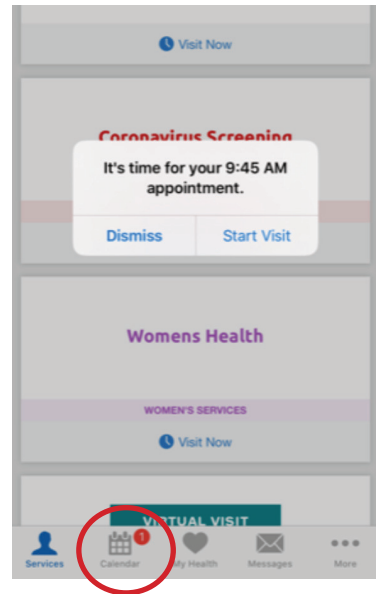 Visit Now
Coronavirus Screening
It's time for your 9:45 AM
appointment.
Dismiss
Start Visit
Womens Health
WOMEN'S SERVICES
Visit Now
VIRTUAL VISIT
1
Services
Calendar
My Health
Messages
More